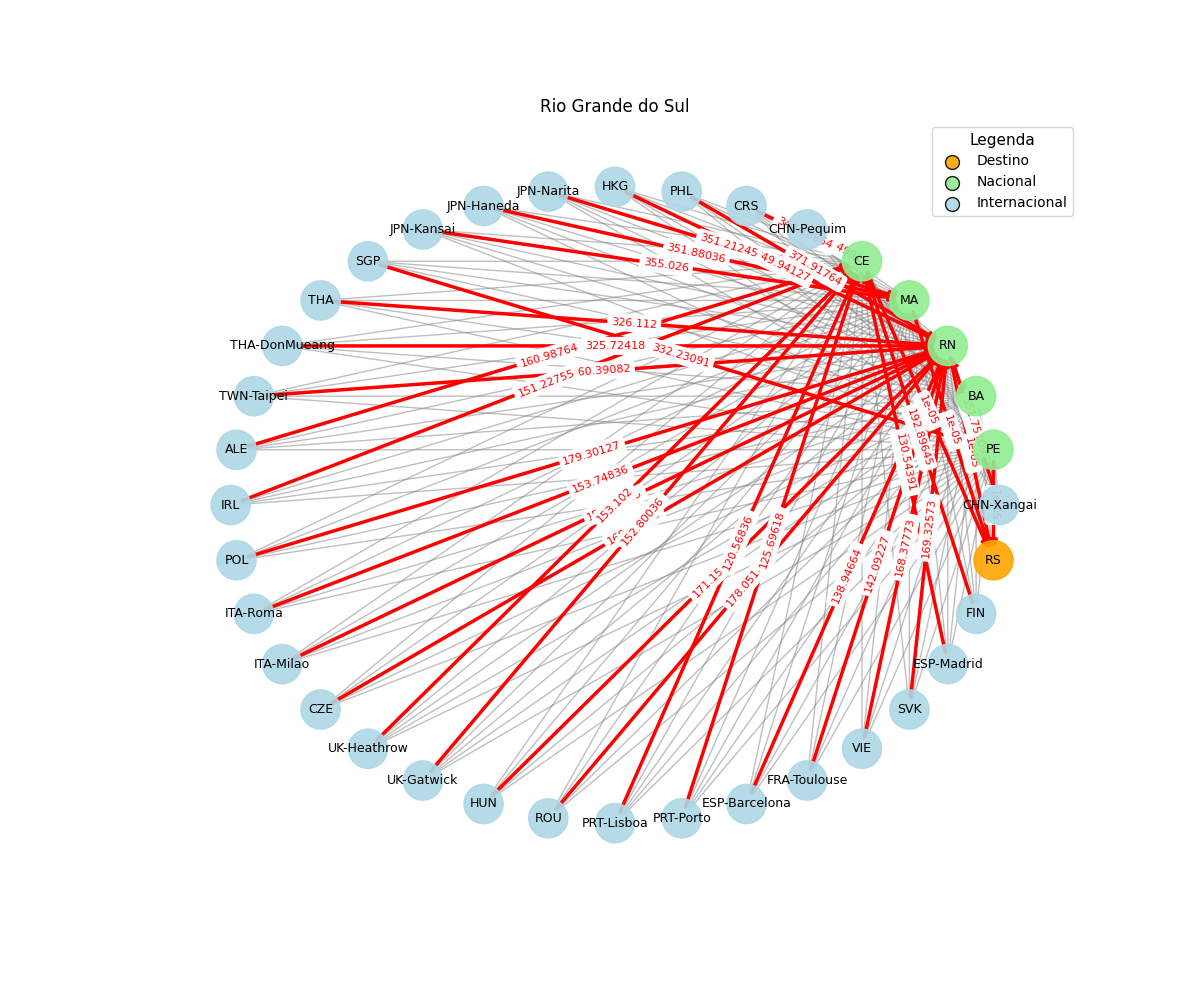 Rio Grande do Sul
Legenda
Destino
Nacional
Internacional
HKG
PHL
JPN-Narita
CRS
JPN-Haneda
CHN-Pequim
JPN-Kansai
SGP
CE
THA
MA
THA-DonMueang
RN
TWN-Taipei
BA
ALE
PE
IRL
CHN-Xangai
POL
RS
ITA-Roma
FIN
ITA-Milao
ESP-Madrid
CZE
SVK
UK-Heathrow
VIE
UK-Gatwick
FRA-Toulouse
HUN
ESP-Barcelona
ROU
PRT-Porto
PRT-Lisboa
351.21245
49.94127
371.91764
351.88036
355.026
326.112
325.72418
332.23091
160.98764
151.22755
60.39082
179.30127
153.74836
153.102
152.80036
171.15
178.051
120.56836
125.69618
138.94664
142.09227
168.37773
169.32573
130.54391
192.89645
1e-05
1e-05